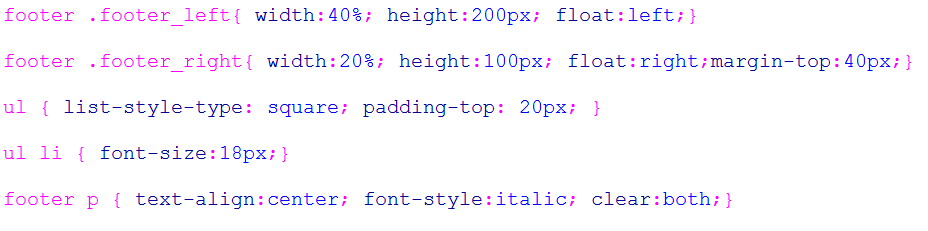 footer .footer_left{ width:40%; height:200px; float:left;}
footer .footer_right{ width:20%; height:100px; float:right;margin-top:40px;}
ul { list-style-type: square; padding-top: 20px; }
ul li { font-size:18px;}
footer p { text-align:center; font-style:italic; clear:both;}